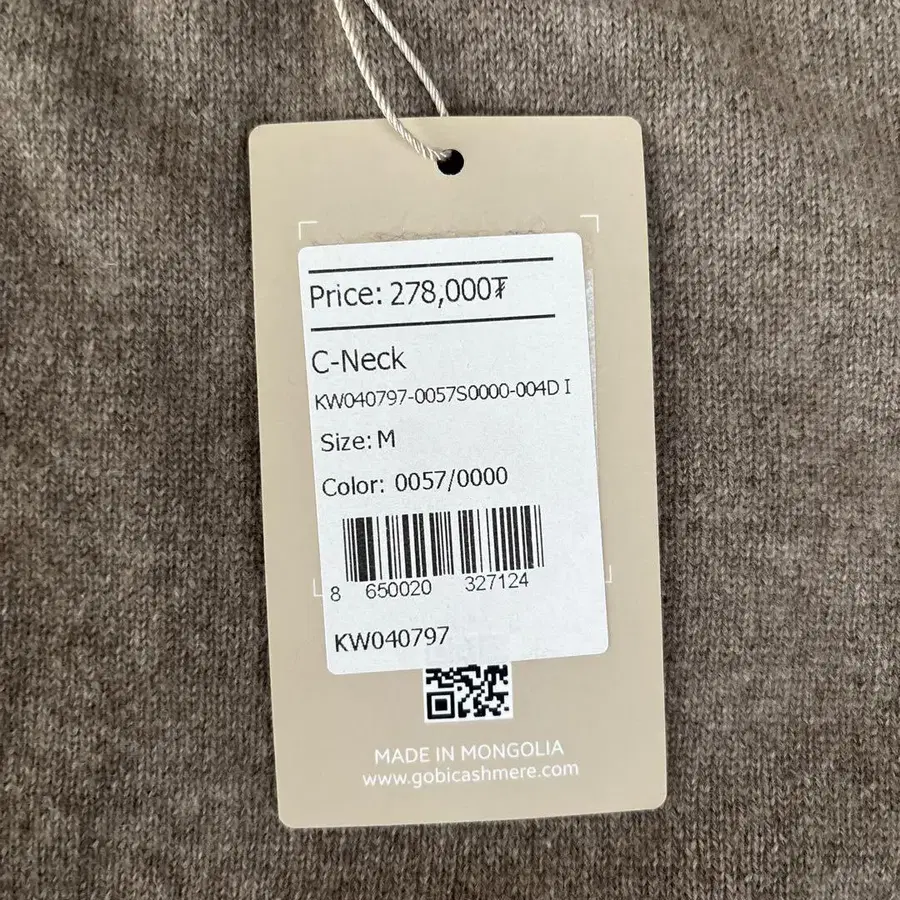 Price: 278,000₮
C-Neck
KW040797-0057S0000-004D I
Size: M
Color: 0057/0000
8 650020 327124
KW040797
MADE IN MONGOLIA
www.gobicashmere.com